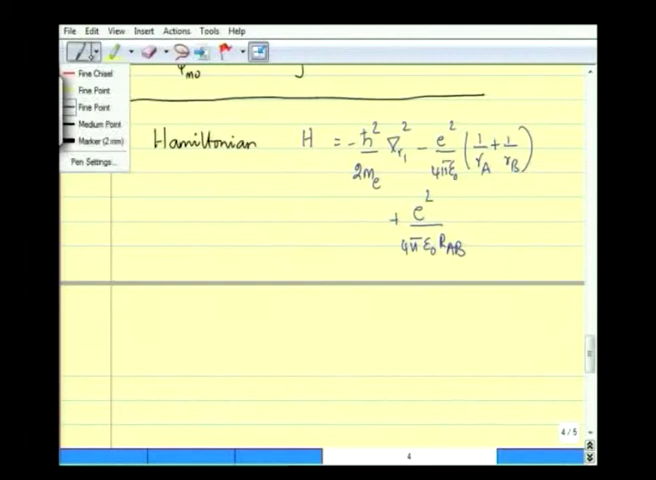 File Edit View Insert Actions Tools Help
Fine Chisel
Fine Point
Fine Point
Medium Point
Marker (2 mm)
Pen Settings...
Ψmo
Hamiltonian H = -ħ²/2me ∇r₁² - e²/4πε₀ (1/rA + 1/rB)
+ e²/4πε₀RAB
4/5
4